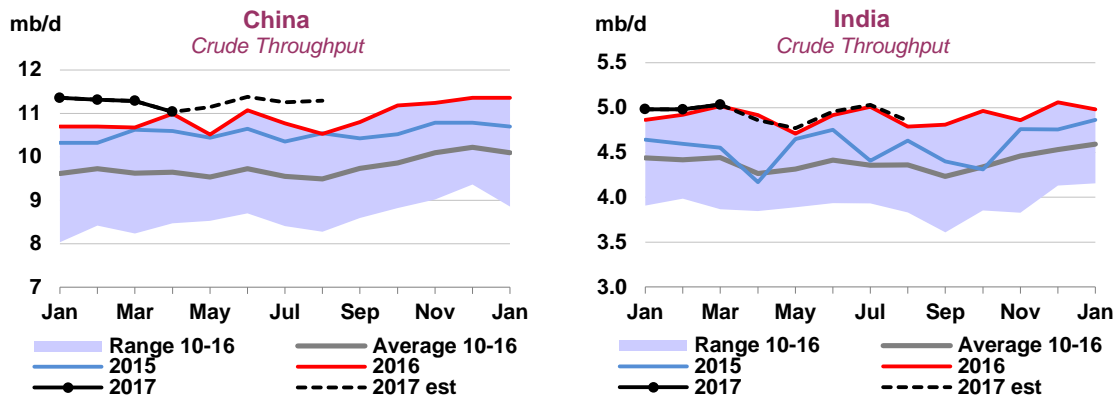 mb/d
China
Crude Throughput
12
11
10
9
8
7
Jan Mar May Jul Sep Nov Jan
Range 10-16 Average 10-16
2015 2016
2017 2017 est
mb/d
India
Crude Throughput
5.5
5.0
4.5
4.0
3.5
3.0
Jan Mar May Jul Sep Nov Jan
Range 10-16 Average 10-16
2015 2016
2017 2017 est